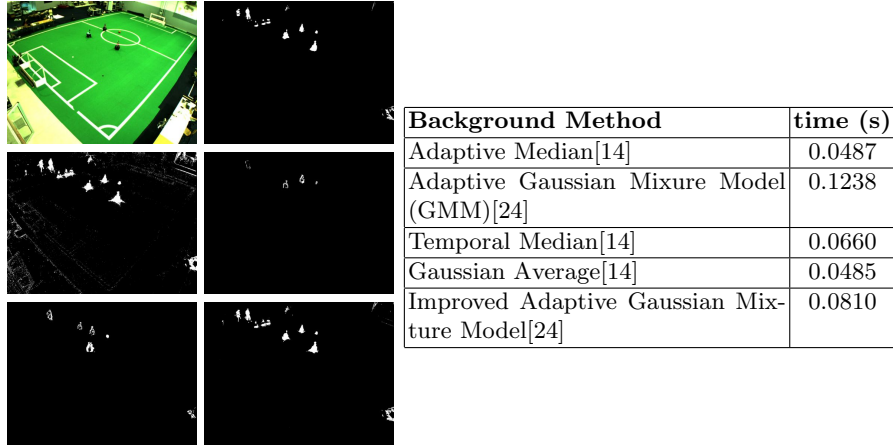 Background Method time (s)
Adaptive Median[14] 0.0487
Adaptive Gaussian Mixure Model 0.1238
(GMM)[24]
Temporal Median[14] 0.0660
Gaussian Average[14] 0.0485
Improved Adaptive Gaussian Mix- 0.0810
ture Model[24]